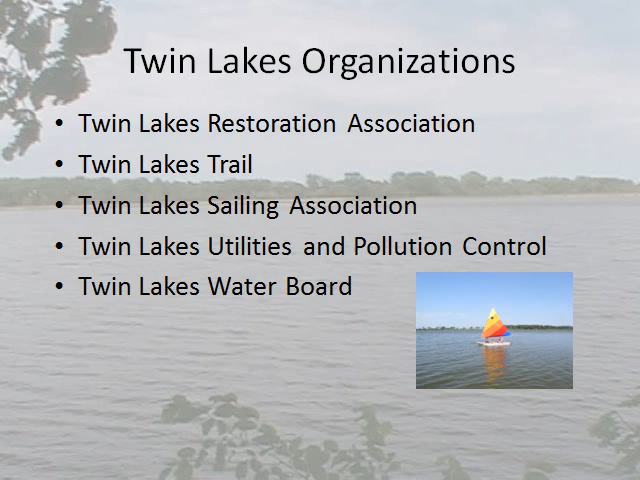 Twin Lakes Organizations
• Twin Lakes Restoration Association
• Twin Lakes Trail
• Twin Lakes Sailing Association
• Twin Lakes Utilities and Pollution Control
• Twin Lakes Water Board